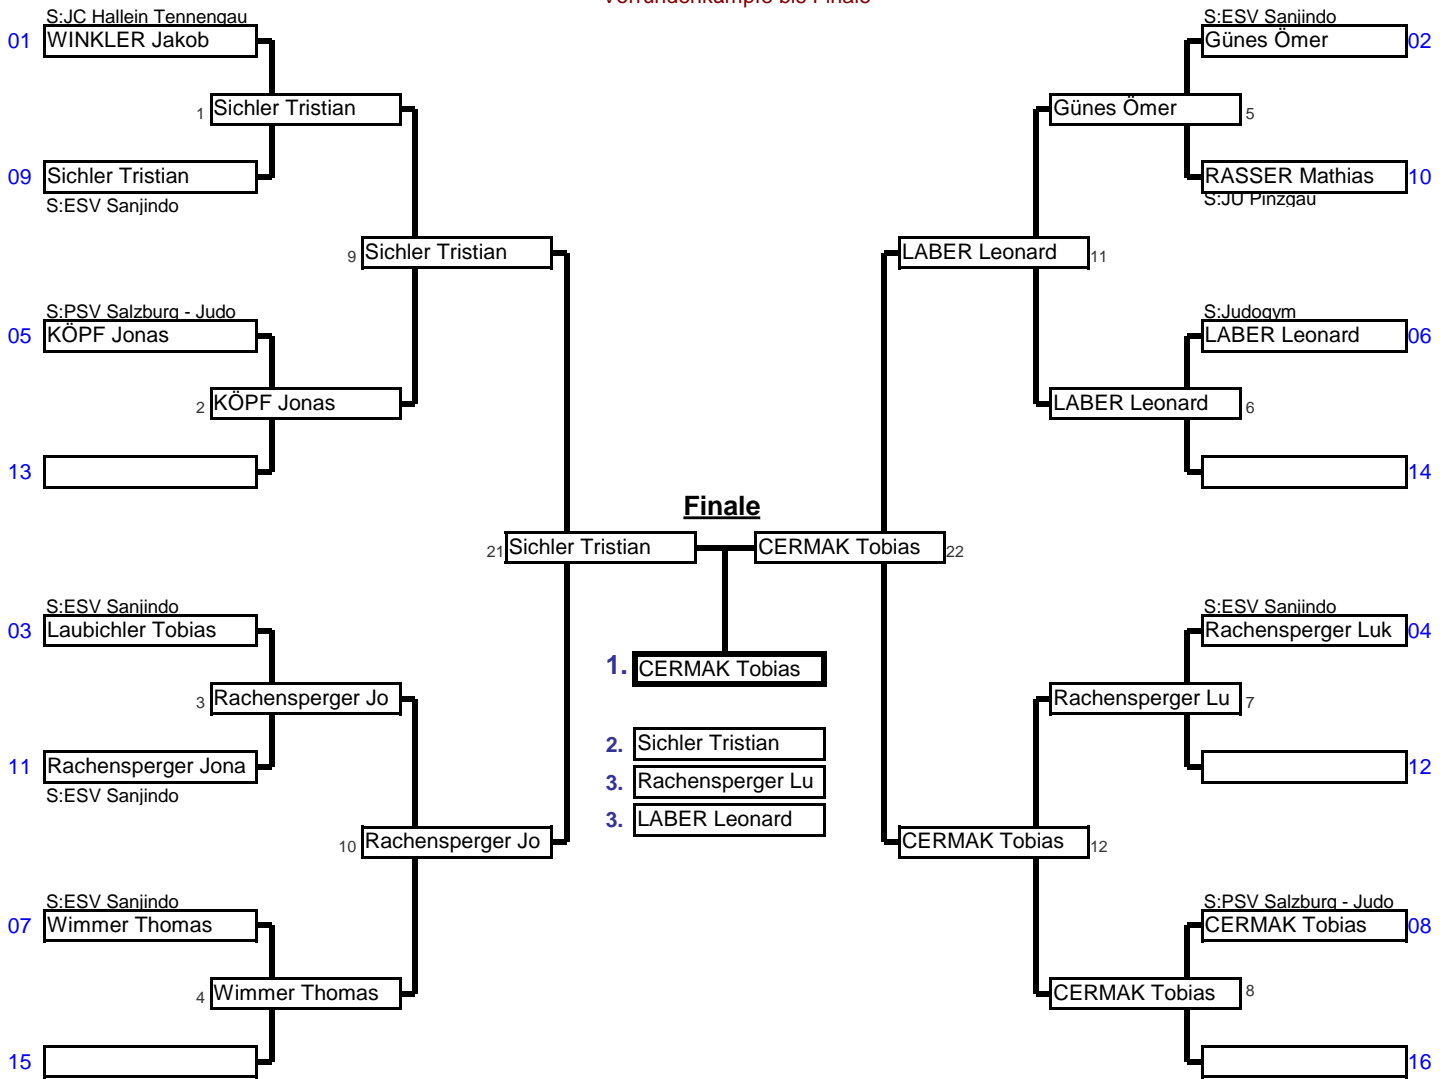 Vorrundenkämpfe bis Finale
S:JC Hallein Tennengau
01 WINKLER Jakob
1 Sichler Tristian
09 Sichler Tristian
S:ESV Sanjindo
9 Sichler Tristian
S:PSV Salzburg - Judo
05 KÖPF Jonas
2 KÖPF Jonas
13
21 Sichler Tristian
S:ESV Sanjindo
03 Laubichler Tobias
3 Rachensperger Jo
11 Rachensperger Jona
S:ESV Sanjindo
10 Rachensperger Jo
S:ESV Sanjindo
07 Wimmer Thomas
4 Wimmer Thomas
15
Finale
1. CERMAK Tobias
2. Sichler Tristian
3. Rachensperger Lu
3. LABER Leonard
S:ESV Sanjindo
Günes Ömer 02
Günes Ömer 5
RASSER Mathias 10
S:JU Pinzgau
LABER Leonard 11
S:Judogym
LABER Leonard 06
LABER Leonard 6
14
CERMAK Tobias 22
S:ESV Sanjindo
Rachensperger Luk 04
Rachensperger Lu 7
12
CERMAK Tobias 12
S:PSV Salzburg - Judo
CERMAK Tobias 08
CERMAK Tobias 8
16